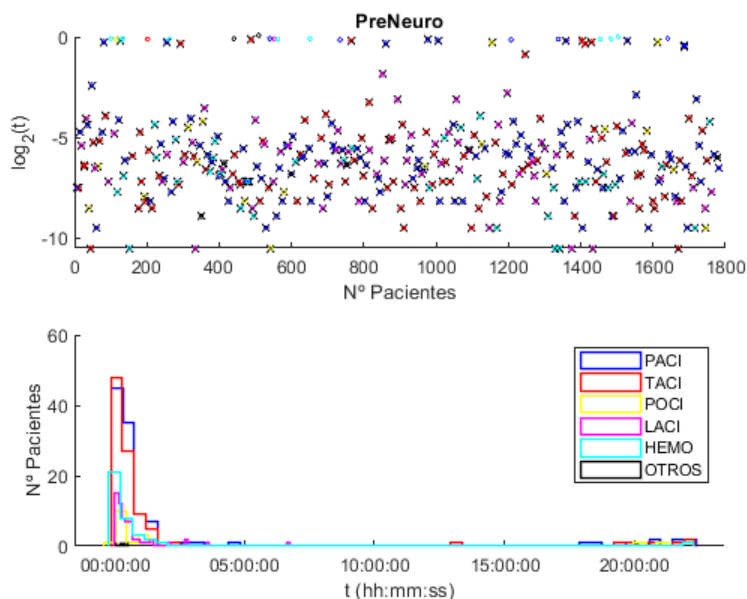 PreNeuro
0
-5
-10
log2(t)
0 200 400 600 800 1000 1200 1400 1600 1800
Nº Pacientes
60
40
20
0
Nº Pacientes
PACI
TACI
POCI
LACI
HEMO
OTROS
00:00:00 05:00:00 10:00:00 15:00:00 20:00:00
t (hh:mm:ss)